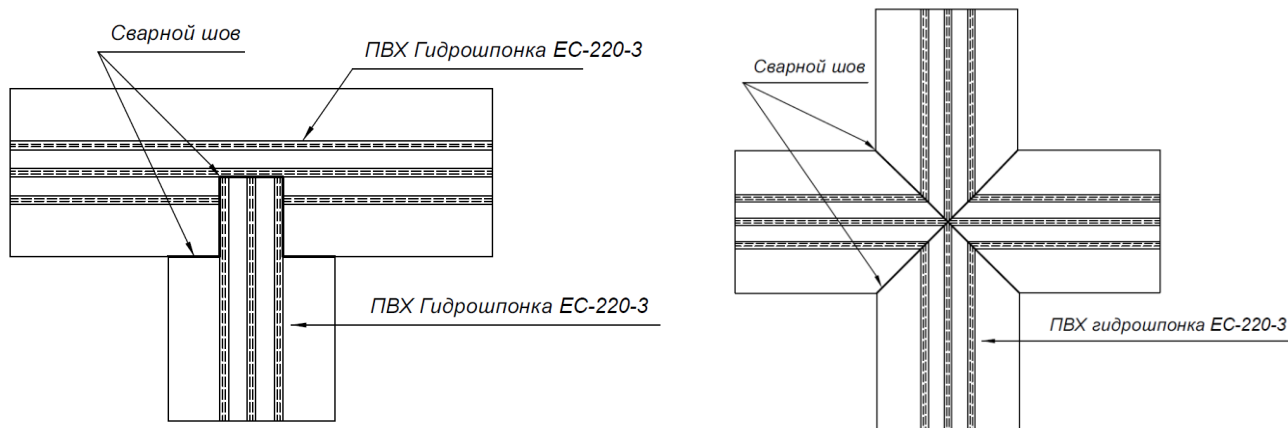 Сварной шов
ПВХ Гидрошпонка ЕС-220-3
ПВХ Гидрошпонка ЕС-220-3
Сварной шов
ПВХ гидрошпонка ЕС-220-3